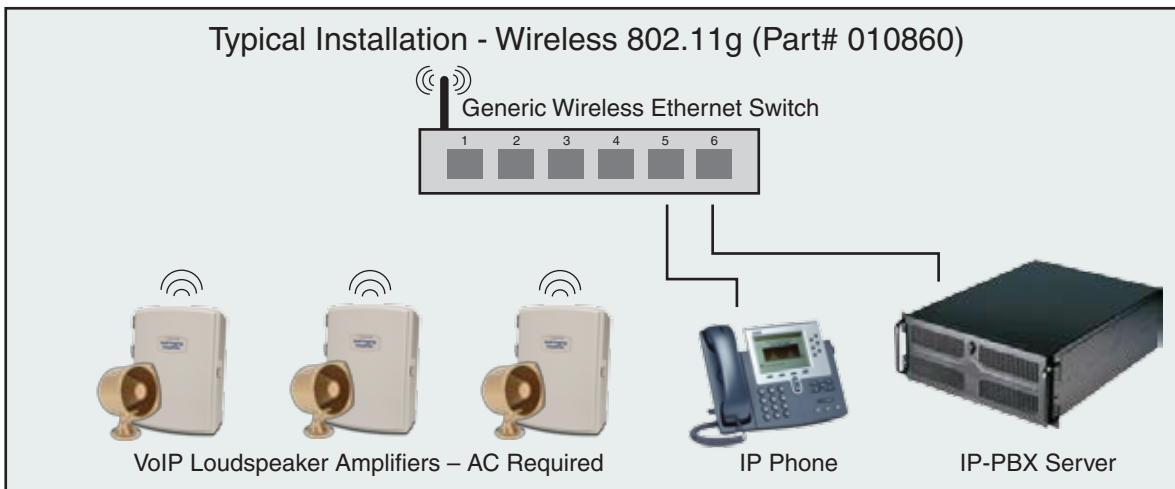 Typical Installation - Wireless 802.11g (Part# 010860)
Generic Wireless Ethernet Switch
1 2 3 4 5 6
VoIP Loudspeaker Amplifiers – AC Required
IP Phone
IP-PBX Server